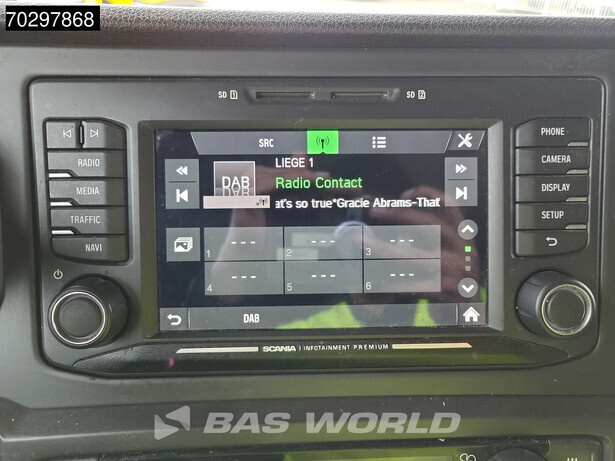 70297868
SD 1
SD 2
SRC
LIEGE 1
DAB
Radio Contact
at's so true*Gracie Abrams-That'
--- --- ---
1 2 3
--- --- ---
4 5 6
DAB
RADIO
MEDIA
TRAFFIC
NAVI
PHONE
CAMERA
DISPLAY
SETUP
SCANIA | INFOTAINMENT PREMIUM
BAS WORLD